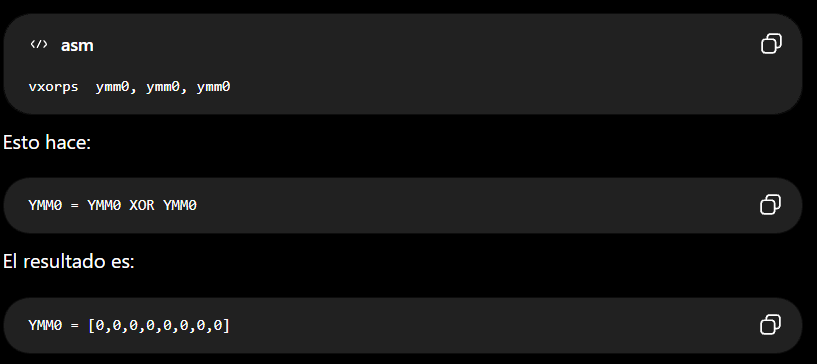 asm
vxorps  ymm0, ymm0, ymm0
Esto hace:
YMM0 = YMM0 XOR YMM0
El resultado es:
YMM0 = [0,0,0,0,0,0,0,0]